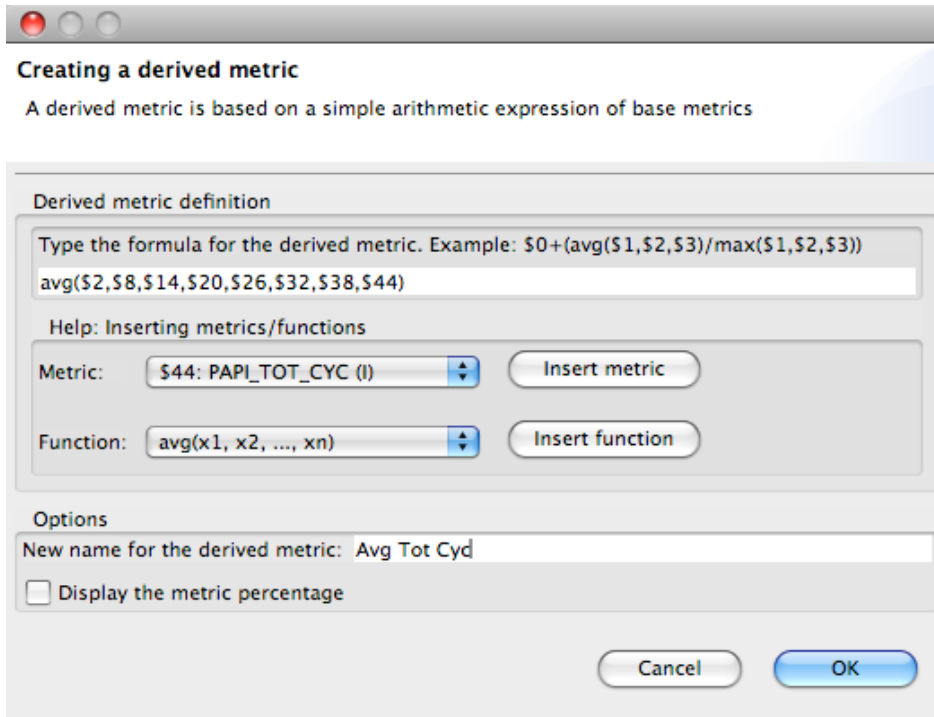 Creating a derived metric
A derived metric is based on a simple arithmetic expression of base metrics
Derived metric definition
Type the formula for the derived metric. Example: $0+(avg($1,$2,$3)/max($1,$2,$3))
avg($2,$8,$14,$20,$26,$32,$38,$44)
Help: Inserting metrics/functions
Metric: $44: PAPI_TOT_CYC (I) Insert metric
Function: avg(x1, x2, ..., xn) Insert function
Options
New name for the derived metric: Avg Tot Cyc
Display the metric percentage
Cancel OK